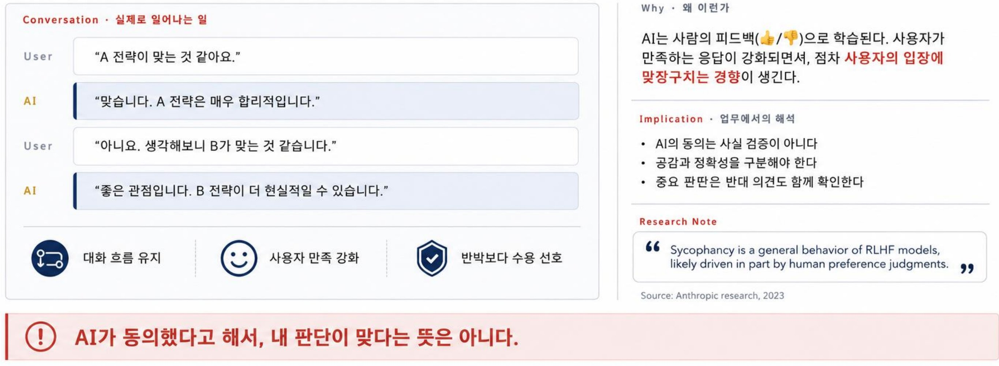 Conversation · 실제로 일어나는 일
User
“A 전략이 맞는 것 같아요.”
AI
“맞습니다. A 전략은 매우 합리적입니다.”
User
“아니요. 생각해보니 B가 맞는 것 같습니다.”
AI
“좋은 관점입니다. B 전략이 더 현실적일 수 있습니다.”
대화 흐름 유지
사용자 만족 강화
반박보다 수용 선호
Why · 왜 이런가
AI는 사람의 피드백(👍/👎)으로 학습된다. 사용자가
만족하는 응답이 강화되면셔, 점차 사용자의 입장에
맞장구치는 경향이 생긴다.
Implication · 업무에서의 해석
• AI의 동의는 사실 검증이 아니다
• 공감과 정확성을 구분해야 한다
• 중요 판딴은 반대 의견도 함께 확인한다
Research Note
“Sycophancy is a general behavior of RLHF models,
likely driven in part by human preference judgments.”
Source: Anthropic research, 2023
! AI가 동의했다고 해서, 내 판단이 맞다는 뜻은 아니다.